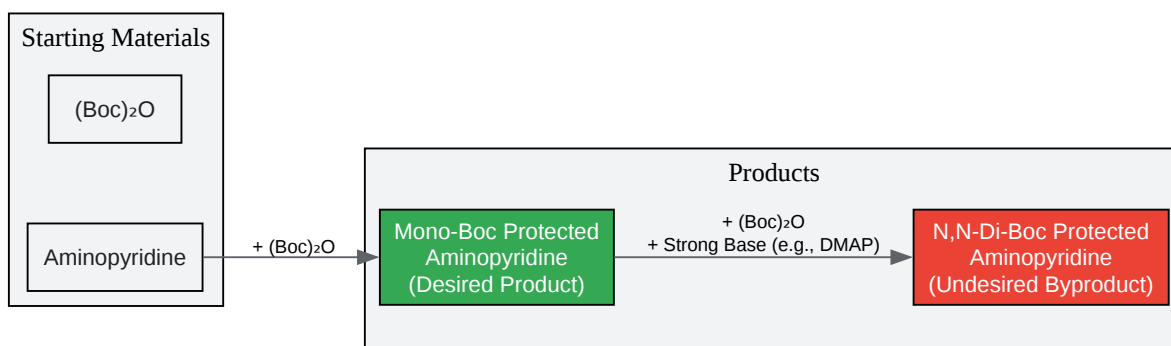 Starting Materials
(Boc)₂O
Aminopyridine
+ (Boc)₂O
Products
Mono-Boc Protected
Aminopyridine
(Desired Product)
+ (Boc)₂O
+ Strong Base (e.g., DMAP)
N,N-Di-Boc Protected
Aminopyridine
(Undesired Byproduct)